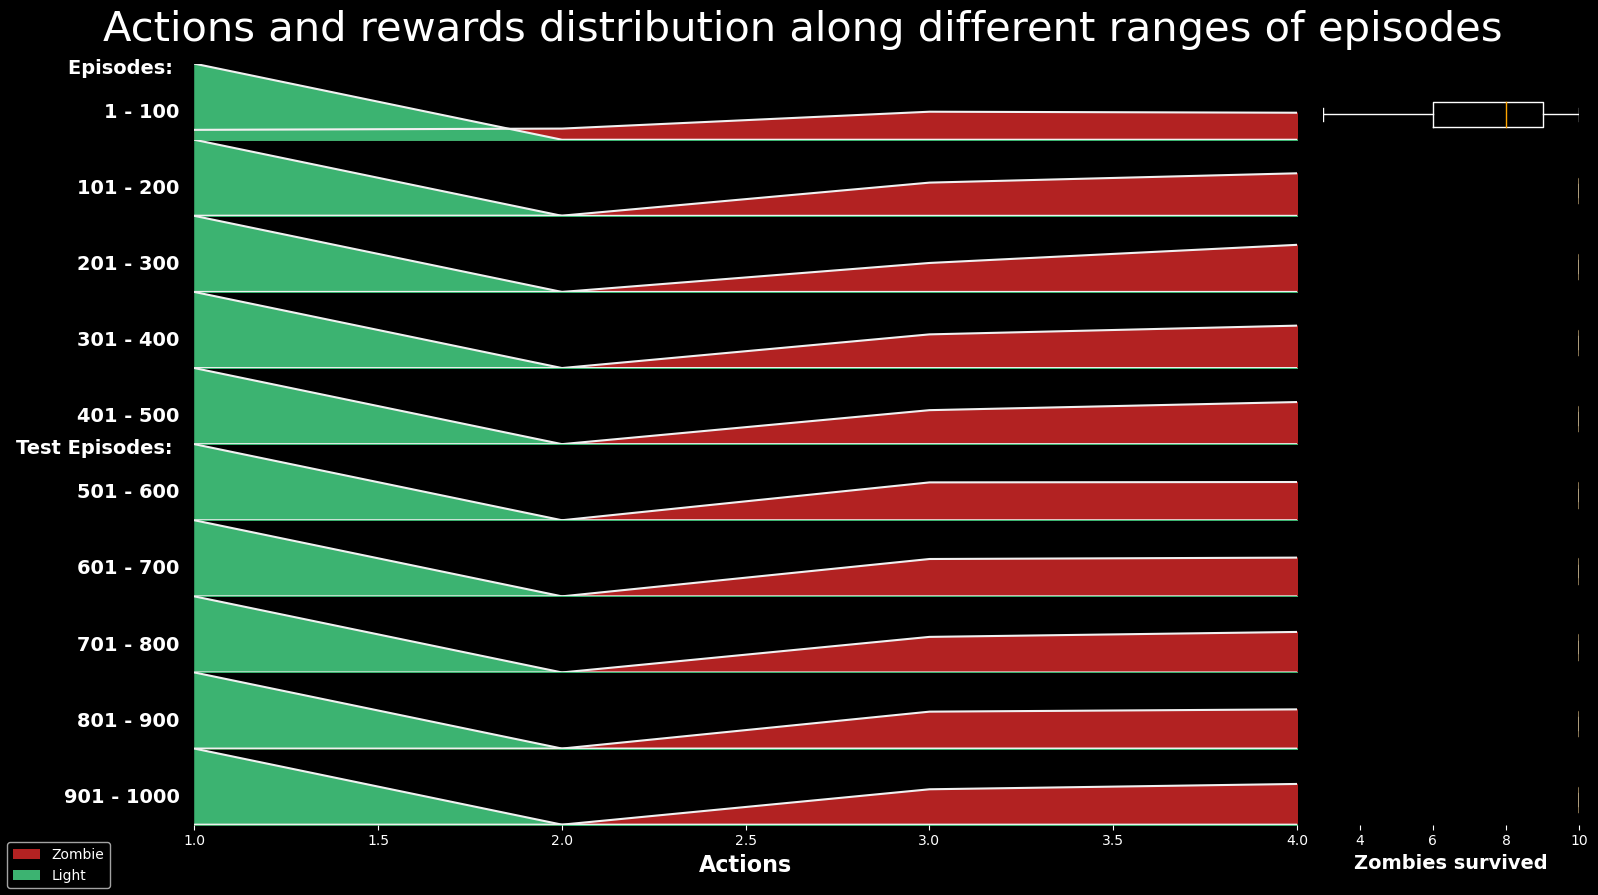 Actions and rewards distribution along different ranges of episodes
Episodes:
1 - 100
101 - 200
201 - 300
301 - 400
401 - 500
Test Episodes:
501 - 600
601 - 700
701 - 800
801 - 900
901 - 1000
1.0 1.5 2.0 2.5 3.0 3.5 4.0
4 6 8 10
Actions
Zombies survived
Zombie
Light